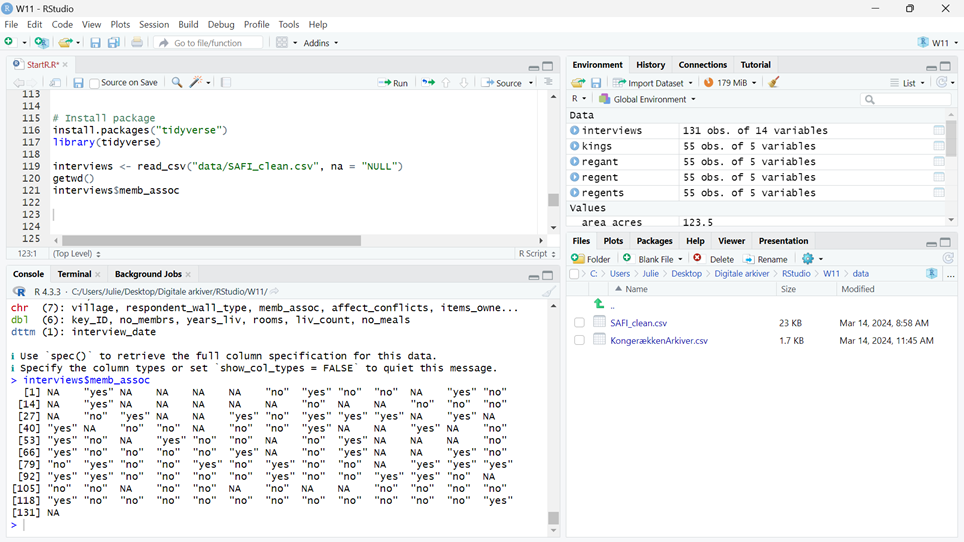 W11 - RStudio
File Edit Code View Plots Session Build Debug Profile Tools Help
Go to file/function Addins W11
StartR.R*
Source on Save Run Source
113
114
115 # Install package
116 install.packages("tidyverse")
117 library(tidyverse)
118
119 interviews <- read_csv("data/SAFI_clean.csv", na = "NULL")
120 getwd()
121 interviews$memb_assoc
122
123
124
125
123:1 (Top Level) R Script
Console Terminal Background Jobs
R 4.3.3 · C:/Users/Julie/Desktop/Digitale arkiver/RStudio/W11/
chr (7): village, respondent_wall_type, memb_assoc, affect_conflicts, items_owne...
dbl (6): key_ID, no_membrs, years_liv, rooms, liv_count, no_meals
dttm (1): interview_date
i Use `spec()` to retrieve the full column specification for this data.
i Specify the column types or set `show_col_types = FALSE` to quiet this message.
> interviews$memb_assoc
[1] NA "yes" NA NA NA NA "no" "yes" "no" "no" NA "yes" "no"
[14] NA "yes" NA NA NA NA NA "no" NA NA "no" "no" "no"
[27] NA "no" "yes" NA NA "yes" "no" "yes" "yes" "yes" NA "yes" NA
[40] "yes" NA "no" "no" NA "no" "no" "yes" NA NA "yes" NA "no"
[53] "yes" "no" NA "yes" "no" "no" NA "no" "yes" NA NA NA "no"
[66] "yes" "no" "no" "no" "no" "yes" NA "no" "yes" NA NA "yes" "no"
[79] "no" "yes" "no" "no" "yes" "no" "yes" "no" "no" NA "yes" "yes" "yes"
[92] "yes" "yes" "no" "no" "no" "yes" "no" NA "yes" "yes" "no" NA
[105] "no" "no" NA "no" "no" NA "no" NA NA "no" "no" "no" "no"
[118] "yes" "no" "no" "no" "no" "no" "no" "no" "no" "no" "no" "yes"
[131] NA
>
Environment History Connections Tutorial
Import Dataset 179 MiB List
R Global Environment
Data
interviews 131 obs. of 14 variables
kings 55 obs. of 5 variables
regant 55 obs. of 5 variables
regent 55 obs. of 5 variables
regents 55 obs. of 5 variables
Values
area_acres 123.5
Files Plots Packages Help Viewer Presentation
Folder Blank File Delete Rename
C: Users Julie Desktop Digitale arkiver RStudio W11 data ...
Name Size Modified
..
SAFI_clean.csv 23 KB Mar 14, 2024, 8:58 AM
KongerækkenArkiver.csv 1.7 KB Mar 14, 2024, 11:45 AM